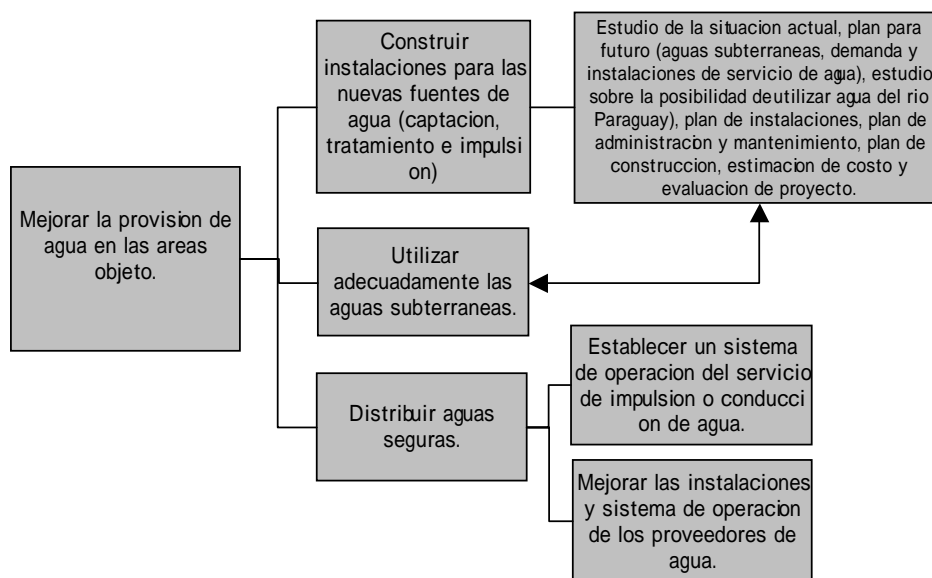 Mejorar la provision de
agua en las areas
objeto.
Construir
instalaciones para las
nuevas fuentes de
agua (captacion,
tratamiento e impulsi
on)
Estudio de la situacion actual, plan para
futuro (aguas subterraneas, demanda y
instalaciones de servicio de agua), estudio
sobre la posibilidad deutilizar agua del rio
Paraguay), plan de instalaciones, plan de
administracion y mantenimiento, plan de
construccion, estimacion de costo y
evaluacion de proyecto.
Utilizar
adecuadamente las
aguas subterraneas.
Distribuir aguas
seguras.
Establecer un sistema
de operacion del servicio
de impulsion o conducci
on de agua.
Mejorar las instalaciones
y sistema de operacion
de los proveedores de
agua.